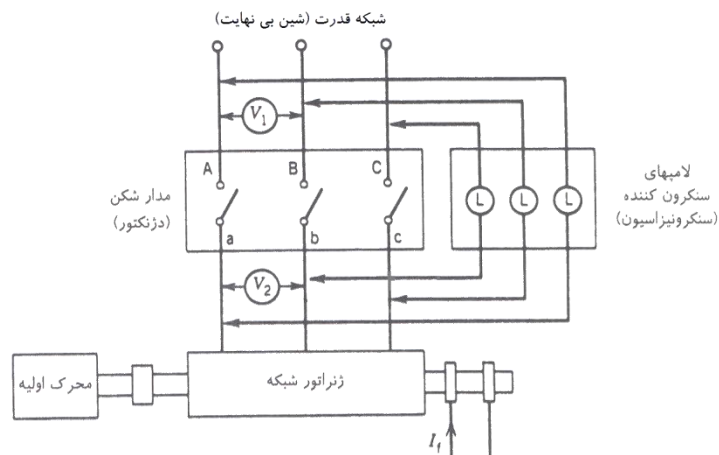 شبکه قدرت (شین بی نهایت)
V1
A
B
C
مدار شکن
(دژنکتور)
L
L
L
لامپهای
سنکرون کننده
(سنکرونیزاسیون)
a
b
c
V2
محرک اولیه
ژنراتور شبکه
If